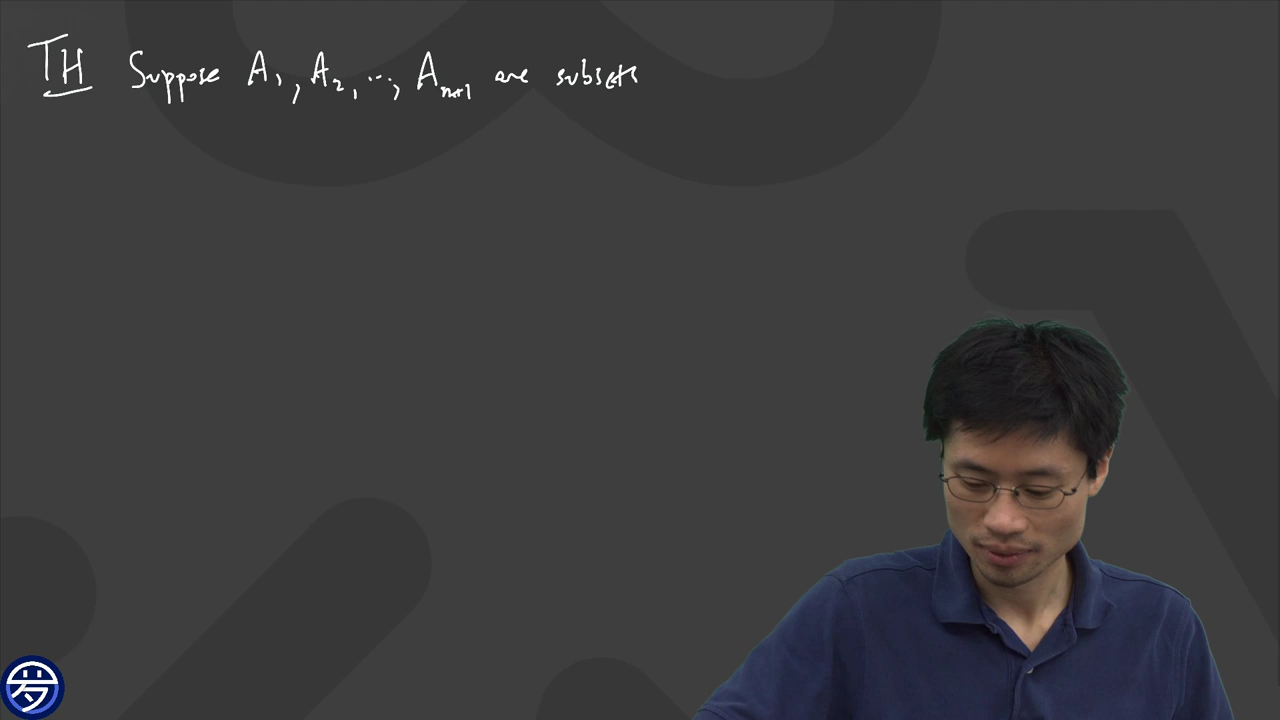 TH Suppose A₁, A₂, ..., Aₙ₊₁ are subsets